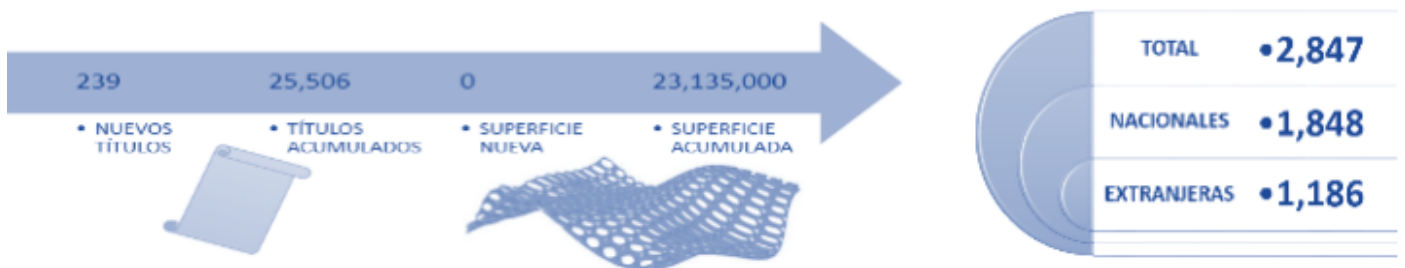 239 25,506 0 23,135,000
• NUEVOS TÍTULOS
• TÍTULOS ACUMULADOS
• SUPERFICIE NUEVA
• SUPERFICIE ACUMULADA
TOTAL •2,847
NACIONALES •1,848
EXTRANJERAS •1,186